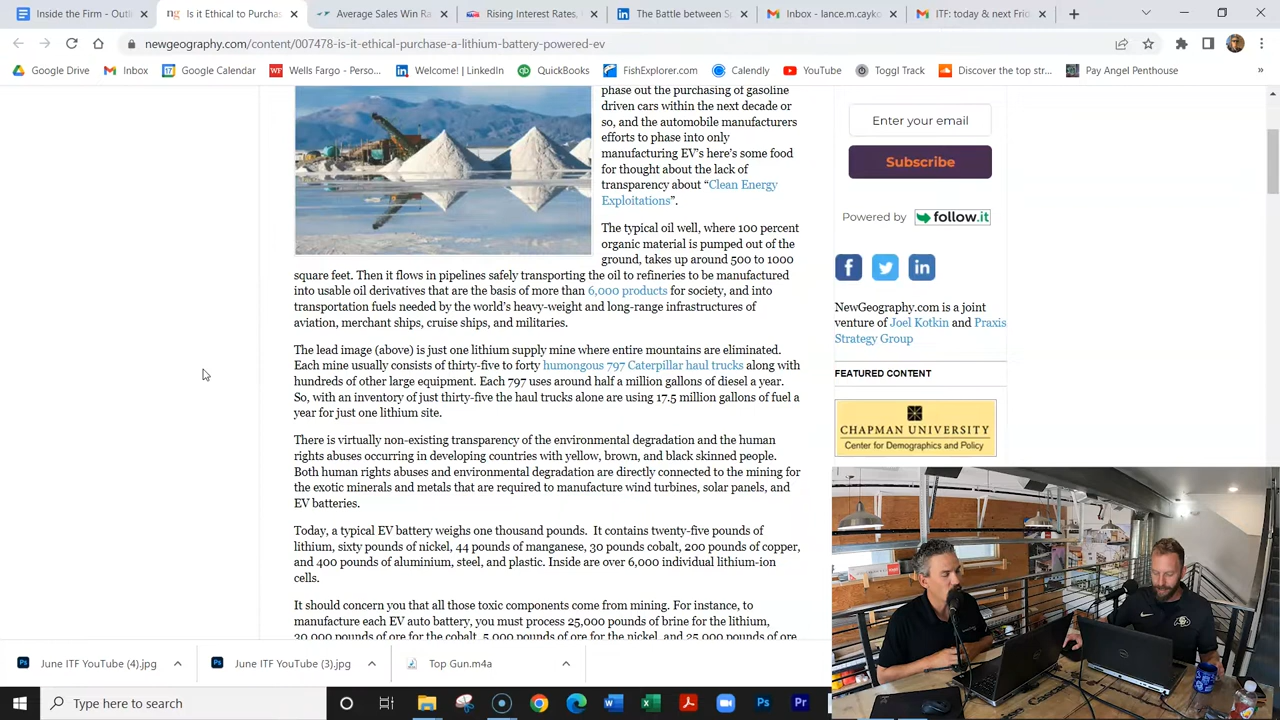 Inside the Firm - Outli
Is it Ethical to Purchas
Average Sales Win Ra
Rising Interest Rates,
The Battle between S
Inbox - lance.m.cayko
ITF: today & next Frid
newgeography.com/content/007478-is-it-ethical-purchase-a-lithium-battery-powered-ev
Google Drive
Inbox
Google Calendar
Wells Fargo - Perso...
Welcome! | LinkedIn
QuickBooks
FishExplorer.com
Calendly
YouTube
Toggl Track
Discover the top str...
Pay Angel Penthouse
»
phase out the purchasing of gasoline
driven cars within the next decade or
so, and the automobile manufacturers
efforts to phase into only
manufacturing EV's here's some food
for thought about the lack of
transparency about “Clean Energy
Exploitations”.
The typical oil well, where 100 percent
organic material is pumped out of the
ground, takes up around 500 to 1000
square feet. Then it flows in pipelines safely transporting the oil to refineries to be manufactured
into usable oil derivatives that are the basis of more than 6,000 products for society, and into
transportation fuels needed by the world's heavy-weight and long-range infrastructures of
aviation, merchant ships, cruise ships, and militaries.
The lead image (above) is just one lithium supply mine where entire mountains are eliminated.
Each mine usually consists of thirty-five to forty humongous 797 Caterpillar haul trucks along with
hundreds of other large equipment. Each 797 uses around half a million gallons of diesel a year.
So, with an inventory of just thirty-five the haul trucks alone are using 17.5 million gallons of fuel a
year for just one lithium site.
There is virtually non-existing transparency of the environmental degradation and the human
rights abuses occurring in developing countries with yellow, brown, and black skinned people.
Both human rights abuses and environmental degradation are directly connected to the mining for
the exotic minerals and metals that are required to manufacture wind turbines, solar panels, and
EV batteries.
Today, a typical EV battery weighs one thousand pounds. It contains twenty-five pounds of
lithium, sixty pounds of nickel, 44 pounds of manganese, 30 pounds cobalt, 200 pounds of copper,
and 400 pounds of aluminium, steel, and plastic. Inside are over 6,000 individual lithium-ion
cells.
It should concern you that all those toxic components come from mining. For instance, to
manufacture each EV auto battery, you must process 25,000 pounds of brine for the lithium,
30,000 pounds of ore for the cobalt, 5,000 pounds of ore for the nickel, and 25,000 pounds of ore
Enter your email
Subscribe
Powered by follow.it
NewGeography.com is a joint
venture of Joel Kotkin and Praxis
Strategy Group
FEATURED CONTENT
CHAPMAN UNIVERSITY
Center for Demographics and Policy
June ITF YouTube (4).jpg
June ITF YouTube (3).jpg
Top Gun.m4a
Type here to search